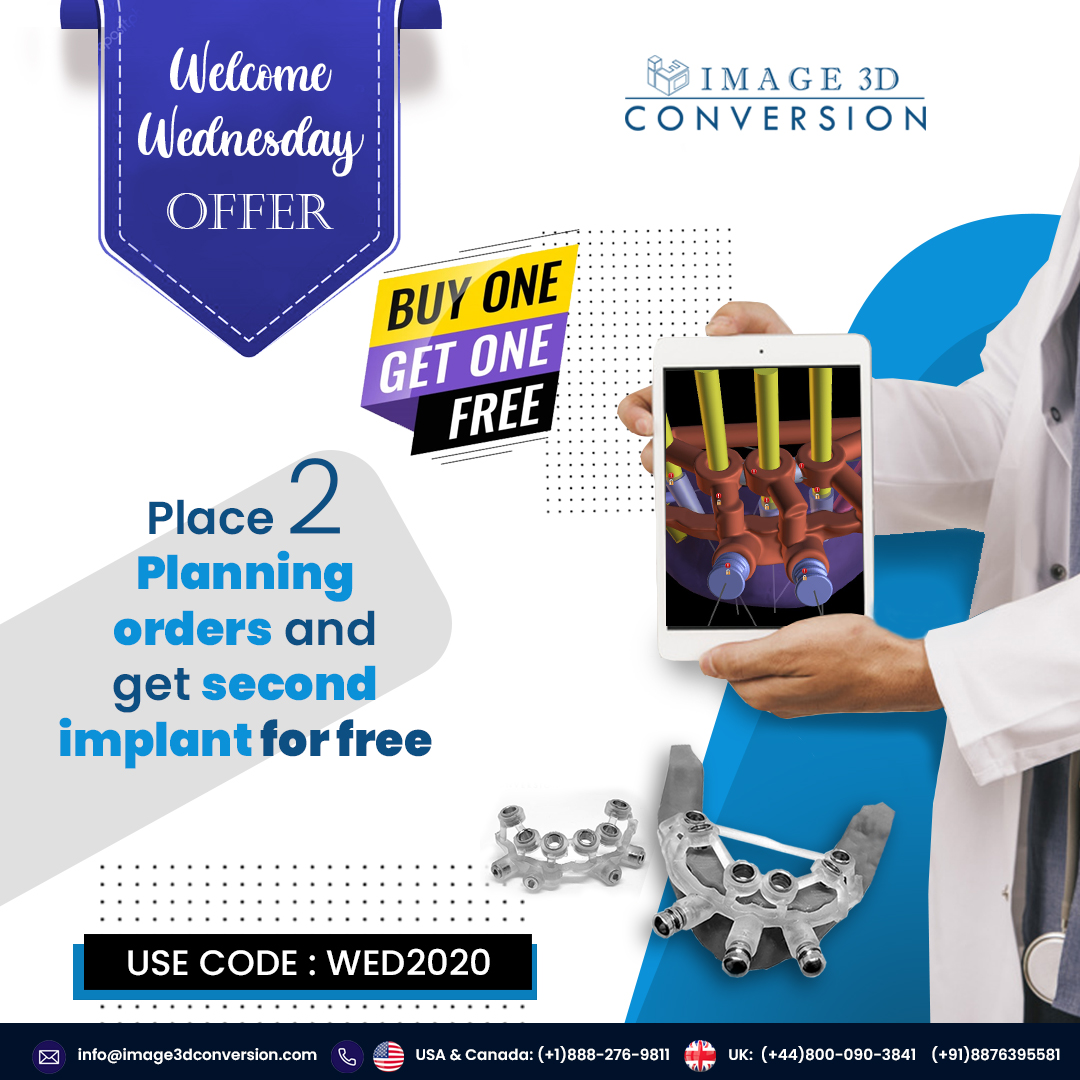 Welcome
Wednesday
OFFER
IMAGE 3D
CONVERSION
BUY ONE
GET ONE
FREE
Place 2
Planning
orders and
get second
implant for free
USE CODE : WED2020
info@image3dconversion.com USA & Canada: (+1)888-276-9811 UK: (+44)800-090-3841 (+91)8876395581